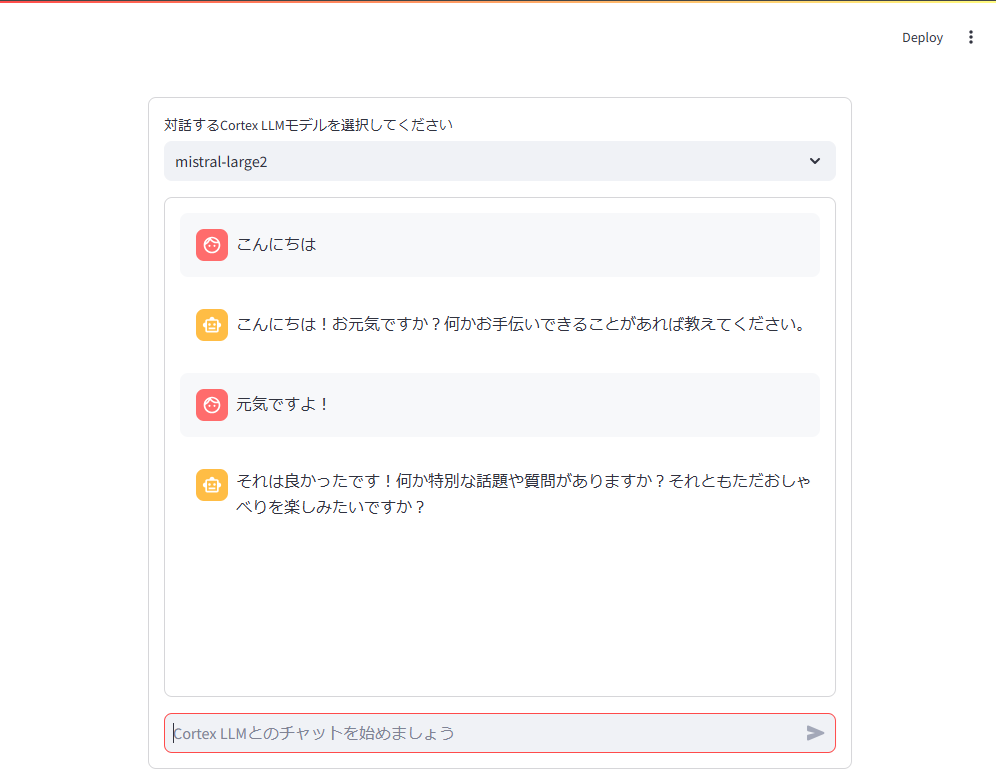 Deploy
対話するCortex LLMモデルを選択してください
mistral-large2
こんにちは
こんにちは！お元気ですか？何かお手伝いできることがあれば教えてください。
元気ですよ！
それは良かったです！何か特別な話題や質問がありますか？それともただおしゃ
べりを楽しみたいですか？
Cortex LLMとのチャットを始めましょう